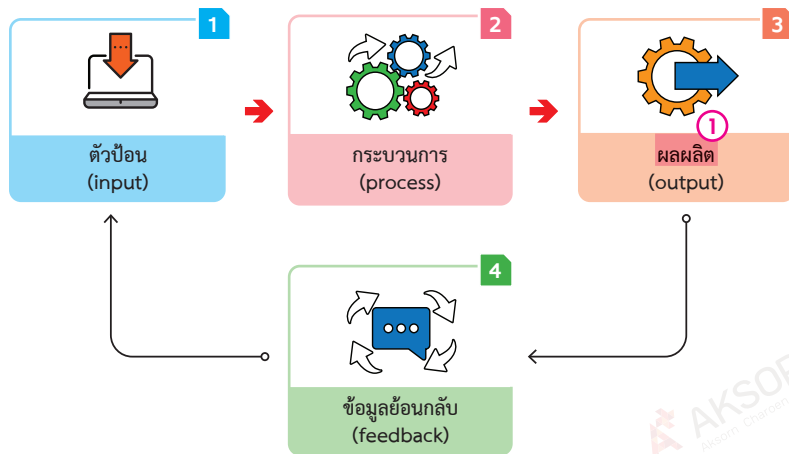 1
ตัวป้อน
(input)
2
กระบวนการ
(process)
3
1
ผลผลิต
(output)
4
ข้อมูลย้อนกลับ
(feedback)
AKSOR
Aksorn Charoen